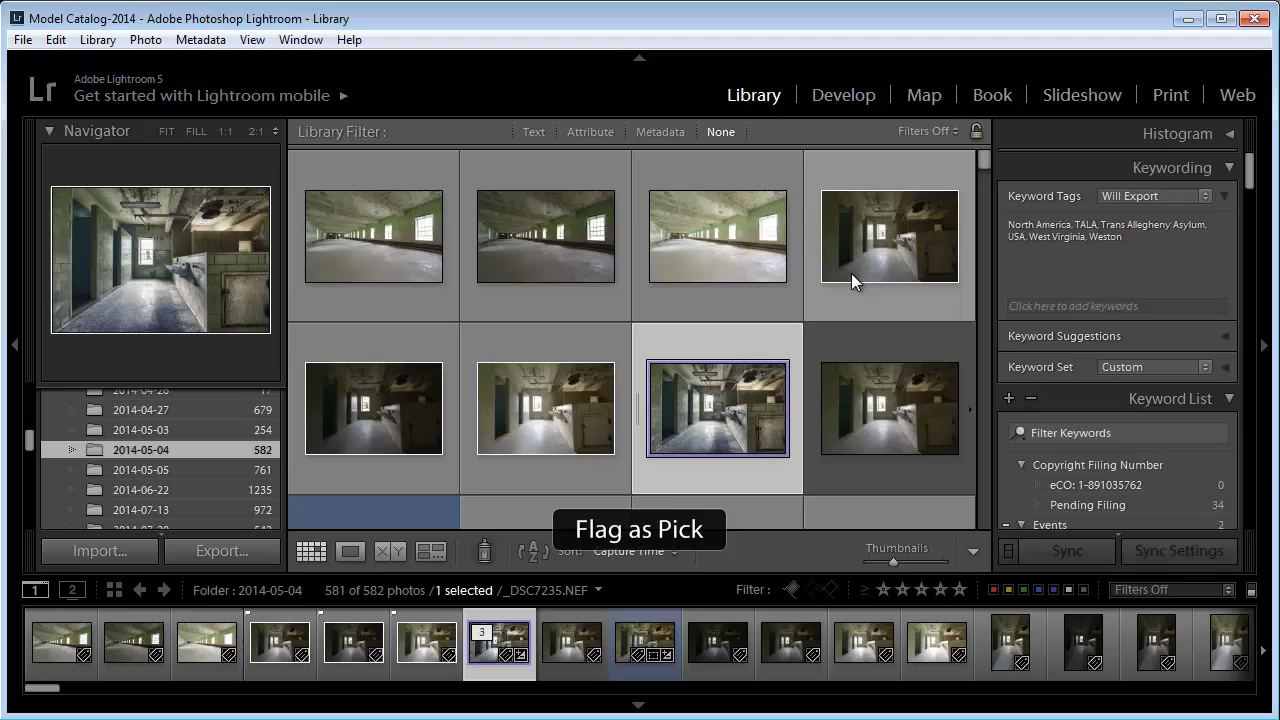 Lr Model Catalog-2014 - Adobe Photoshop Lightroom - Library
File Edit Library Photo Metadata View Window Help
Lr
Adobe Lightroom 5
Get started with Lightroom mobile
Library Develop Map Book Slideshow Print Web
Navigator FIT FILL 1:1 2:1
Library Filter : Text Attribute Metadata None Filters Off
Histogram
Keywording
Keyword Tags Will Export
North America, TALA, Trans Allegheny Asylum,
USA, West Virginia, Weston
Click here to add keywords
Keyword Suggestions
Keyword Set Custom
Keyword List
Filter Keywords
Copyright Filing Number
eCO: 1-891035762 0
Pending Filing 34
Events 2
2014-04-26 17
2014-04-27 679
2014-05-03 254
2014-05-04 582
2014-05-05 761
2014-06-22 1235
2014-07-13 972
Import... Export...
X Y
A Z
Sort: Capture Time
Flag as Pick
Thumbnails
Sync Sync Settings
1 2
Folder : 2014-05-04 581 of 582 photos / 1 selected / _DSC7235.NEF
Filter : ≥ Filters Off
3